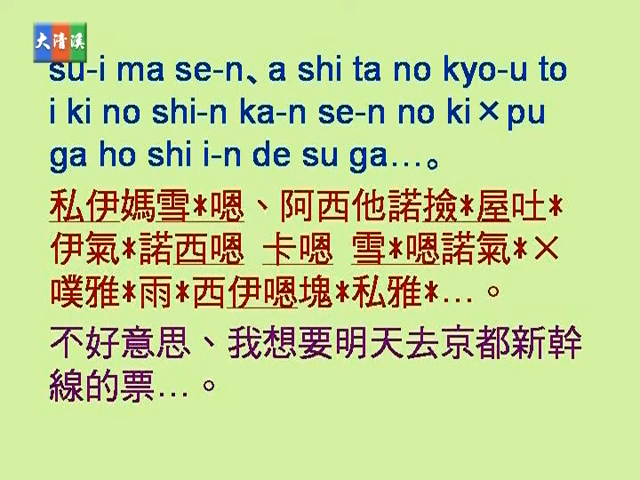 大清溪
su-i ma se-n、a shi ta no kyo-u to
i ki no shi-n ka-n se-n no ki×pu
ga ho shi i-n de su ga…。
私伊媽雪*嗯、阿西他諾撿*屋吐*
伊氣*諾西嗯 卡嗯 雪*嗯諾氣*×
噗雅*雨*西伊嗯塊*私雅*…。
不好意思、我想要明天去京都新幹
線的票…。